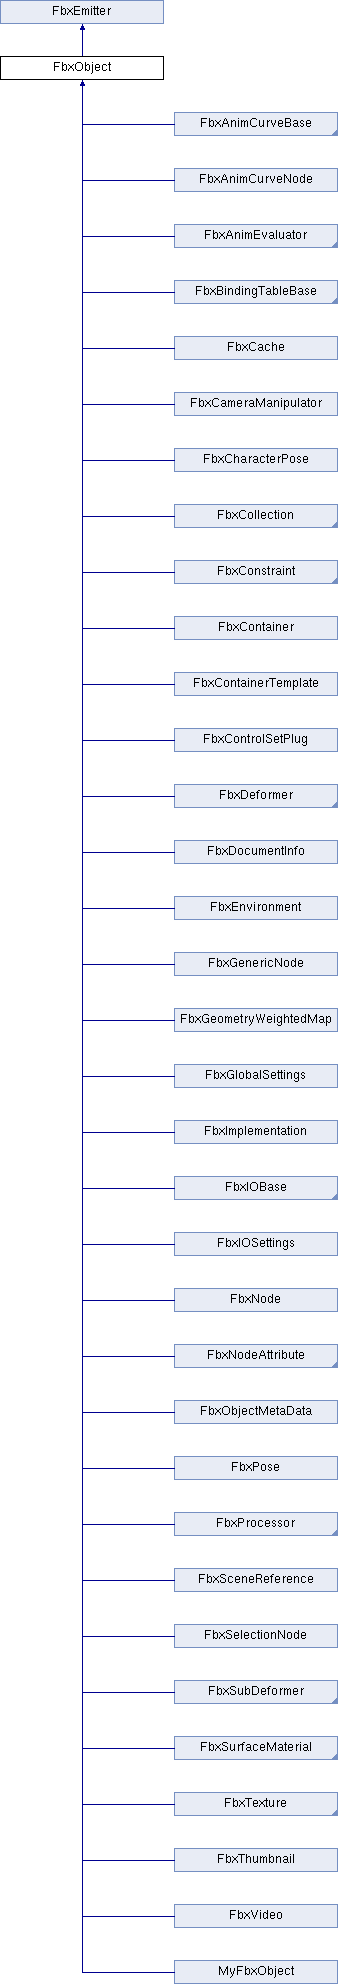 FbxEmitter
FbxObject
FbxAnimCurveBase
FbxAnimCurveNode
FbxAnimEvaluator
FbxBindingTableBase
FbxCache
FbxCameraManipulator
FbxCharacterPose
FbxCollection
FbxConstraint
FbxContainer
FbxContainerTemplate
FbxControlSetPlug
FbxDeformer
FbxDocumentInfo
FbxEnvironment
FbxGenericNode
FbxGeometryWeightedMap
FbxGlobalSettings
FbxImplementation
FbxIOBase
FbxIOSettings
FbxNode
FbxNodeAttribute
FbxObjectMetaData
FbxPose
FbxProcessor
FbxSceneReference
FbxSelectionNode
FbxSubDeformer
FbxSurfaceMaterial
FbxTexture
FbxThumbnail
FbxVideo
MyFbxObject